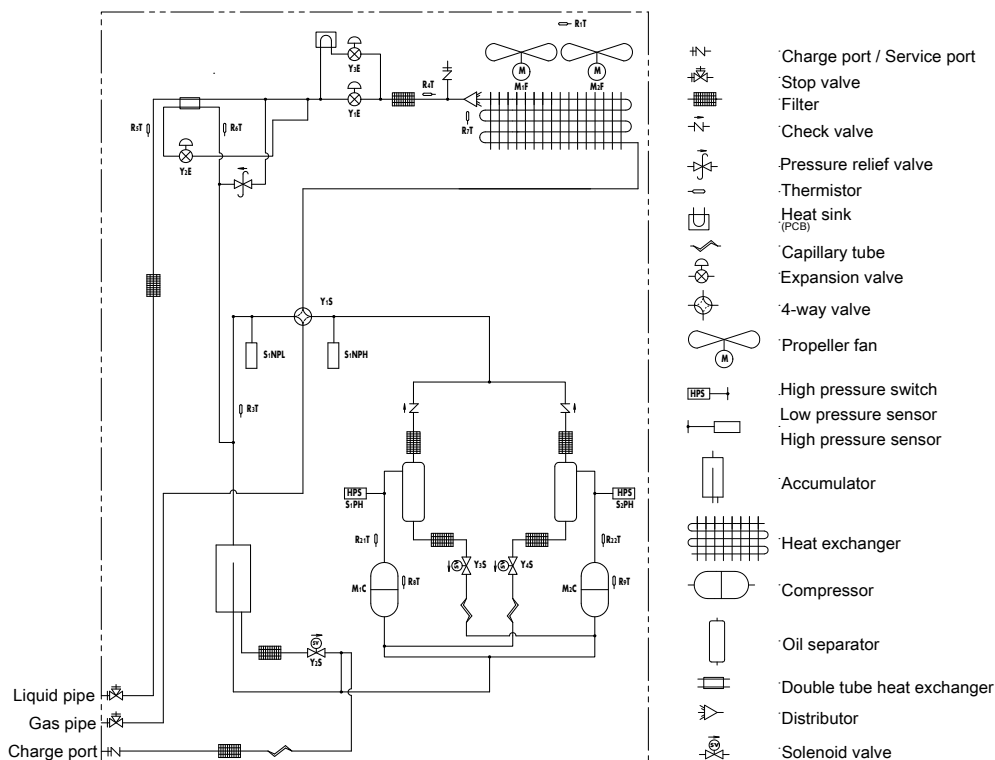 R1T
M M
M1F M2F
Y3E
R4T
Y1E
R7T
R5T R6T
Y2E
Y1S
S1NPL S1NPH
R3T
HPS HPS
S1PH S2PH
R21T R22T
SV SV
Y3S Y4S
M1C R8T M2C R9T
SV
Y2S
Liquid pipe
Gas pipe
Charge port
Charge port / Service port
Stop valve
Filter
Check valve
Pressure relief valve
Thermistor
Heat sink
(PCB)
Capillary tube
Expansion valve
4-way valve
M
Propeller fan
HPS
High pressure switch
Low pressure sensor
High pressure sensor
Accumulator
Heat exchanger
Compressor
Oil separator
Double tube heat exchanger
Distributor
SV
Solenoid valve